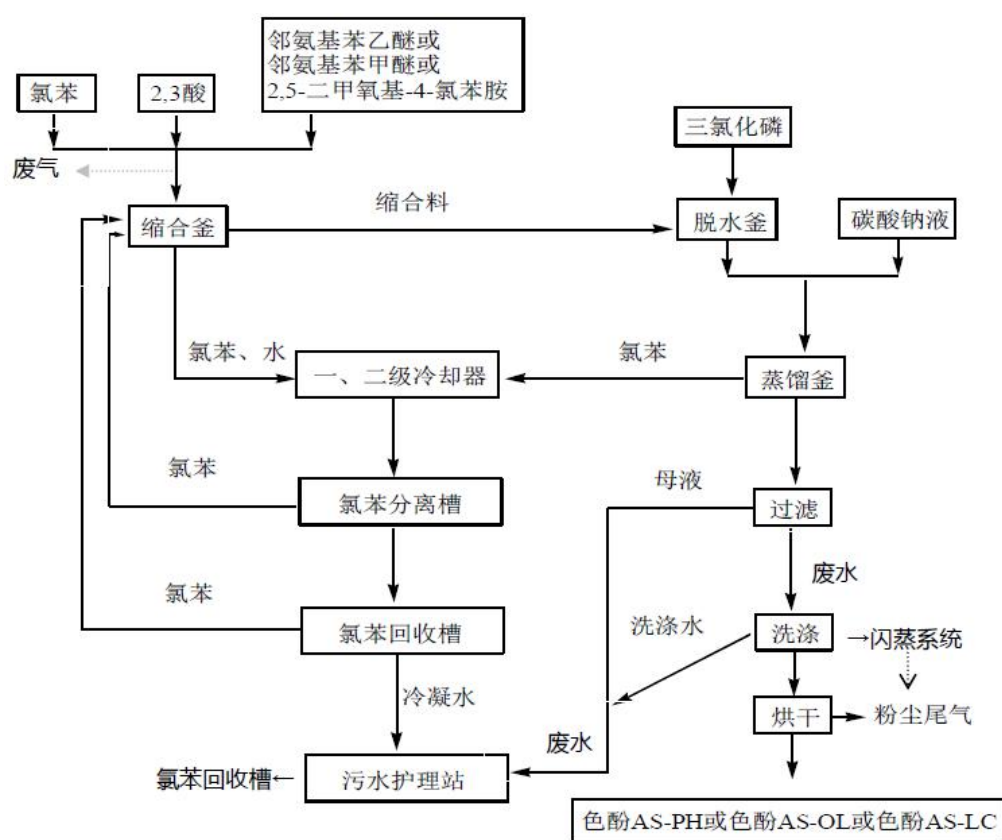 邻氨基苯乙醚或
邻氨基苯甲醚或
2,5-二甲氧基-4-氯苯胺
氯苯
2,3酸
三氯化磷
废气
缩合料
缩合釜
脱水釜
碳酸钠液
氯苯、水
氯苯
一、二级冷却器
蒸馏釜
氯苯
母液
氯苯分离槽
过滤
废水
氯苯
洗涤水
氯苯回收槽
洗涤
→闪蒸系统
冷凝水
烘干
粉尘尾气
废水
氯苯回收槽←
污水护理站
色酚AS-PH或色酚AS-OL或色酚AS-LC